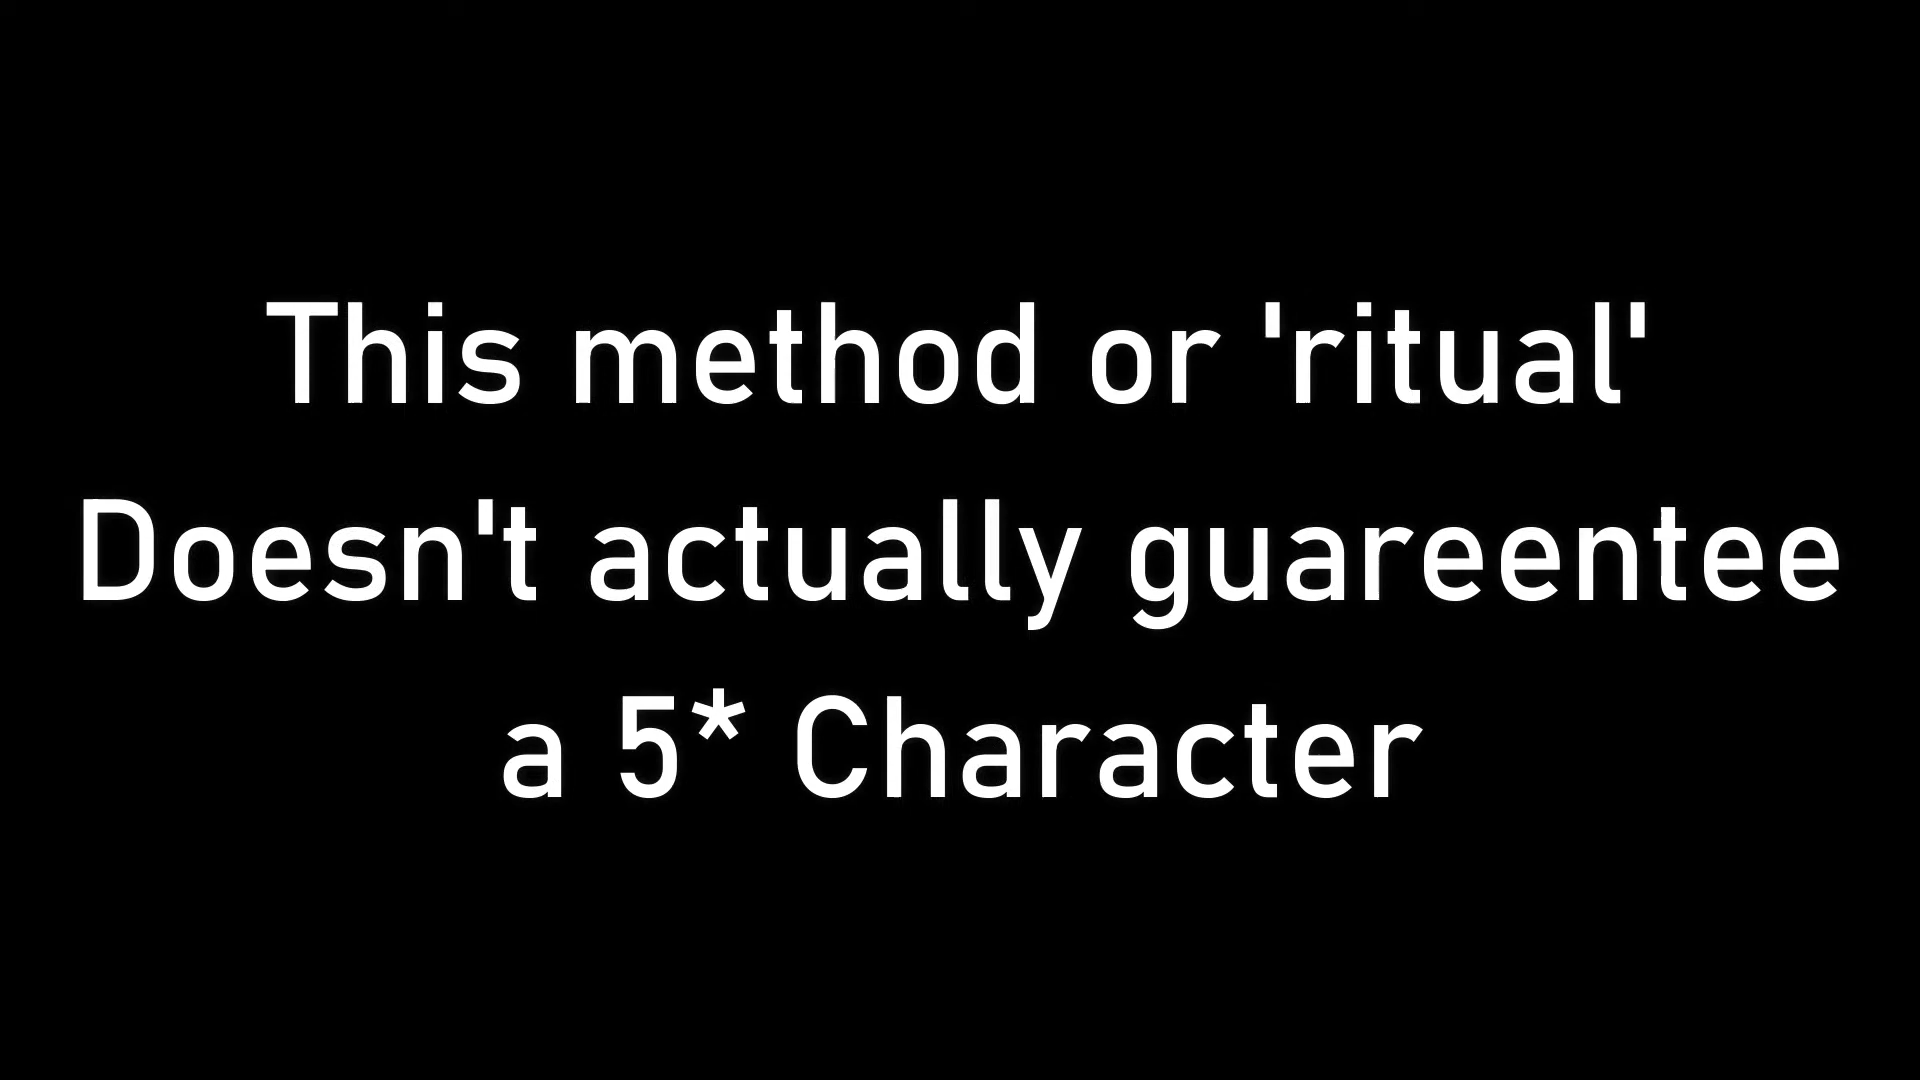 This method or 'ritual'
Doesn't actually guareentee
a 5* Character